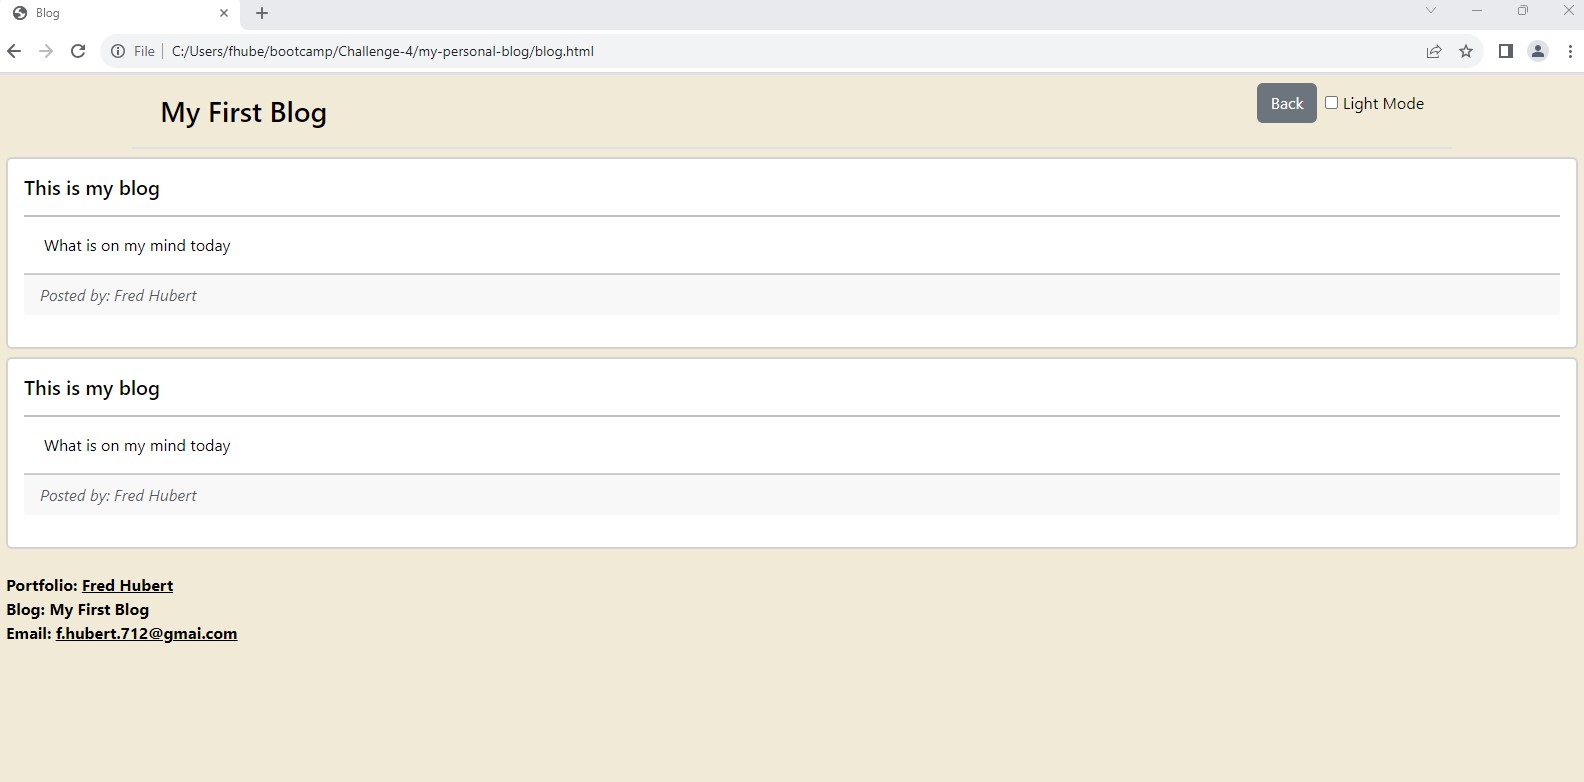 Blog
File
C:/Users/fhube/bootcamp/Challenge-4/my-personal-blog/blog.html
My First Blog
Back
Light Mode
This is my blog
What is on my mind today
Posted by: Fred Hubert
This is my blog
What is on my mind today
Posted by: Fred Hubert
Portfolio: Fred Hubert
Blog: My First Blog
Email: f.hubert.712@gmai.com